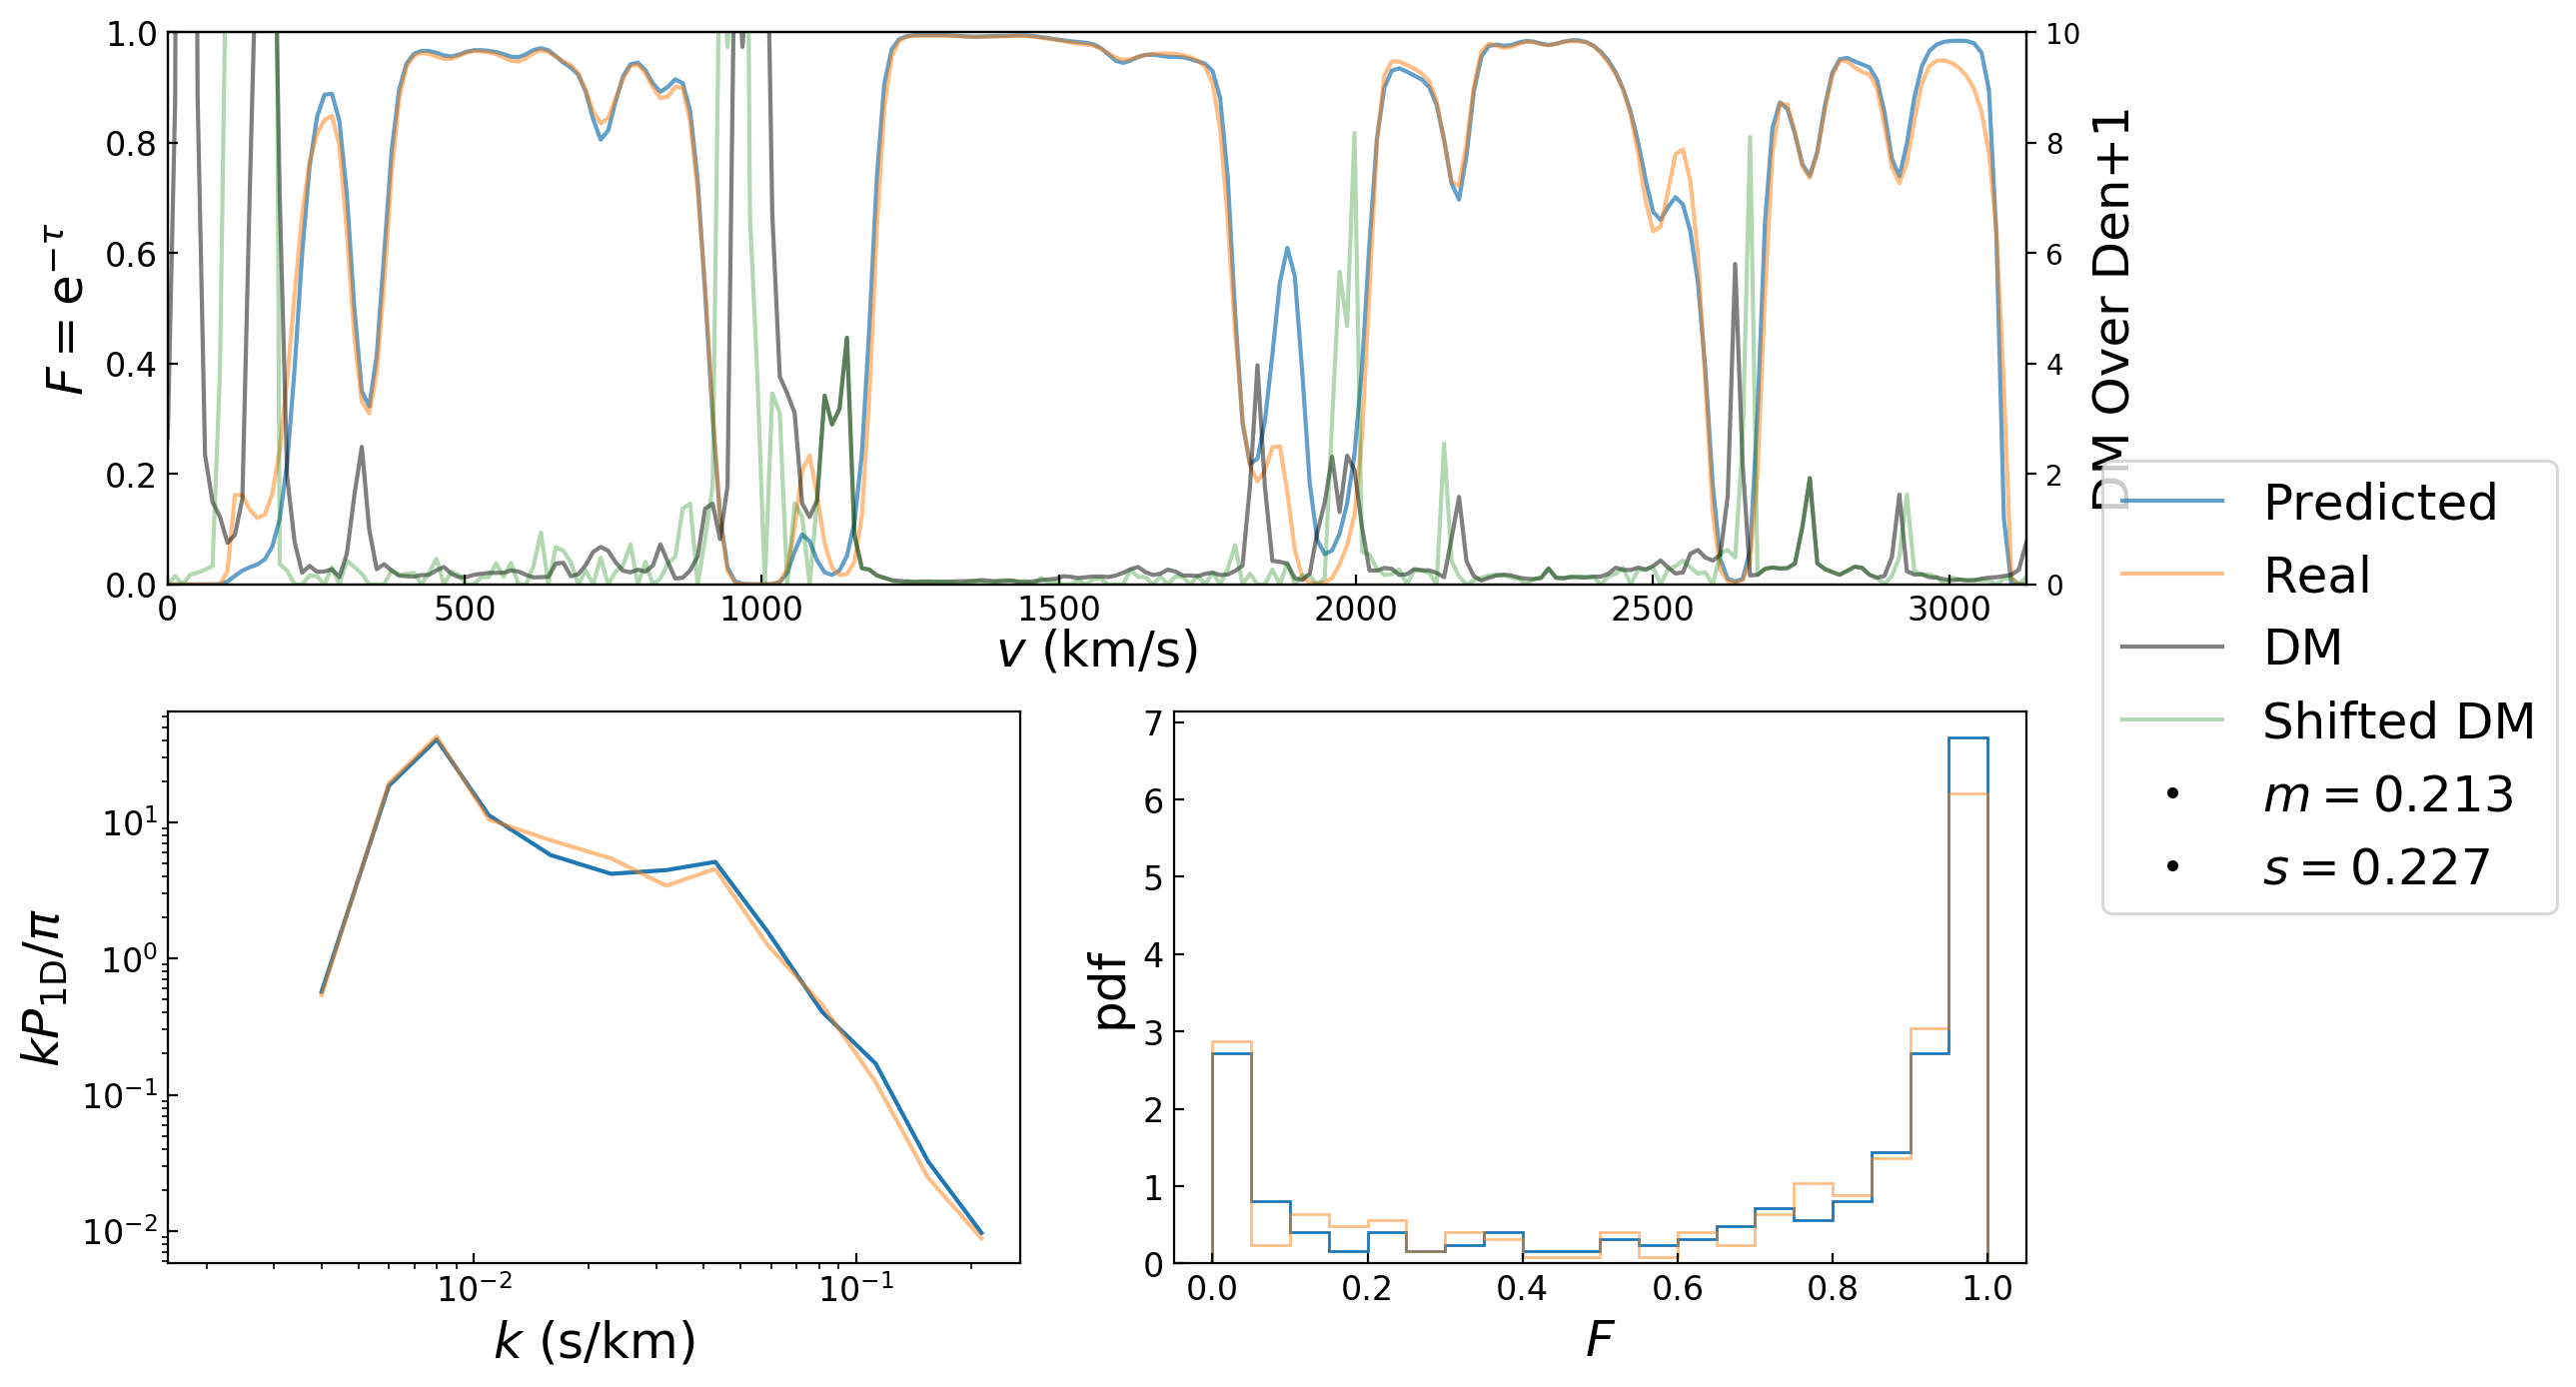 F = e^{−τ}
1.0
0.8
0.6
0.4
0.2
0.0
0 500 1000 1500 2000 2500 3000
v (km/s)
10
8
6
4
2
0
DM Over Den+1
Predicted
Real
DM
Shifted DM
m = 0.213
s = 0.227
kP_{1D}/π
10^1
10^0
10^{−1}
10^{−2}
10^{−2} 10^{−1}
k (s/km)
pdf
7
6
5
4
3
2
1
0
0.0 0.2 0.4 0.6 0.8 1.0
F